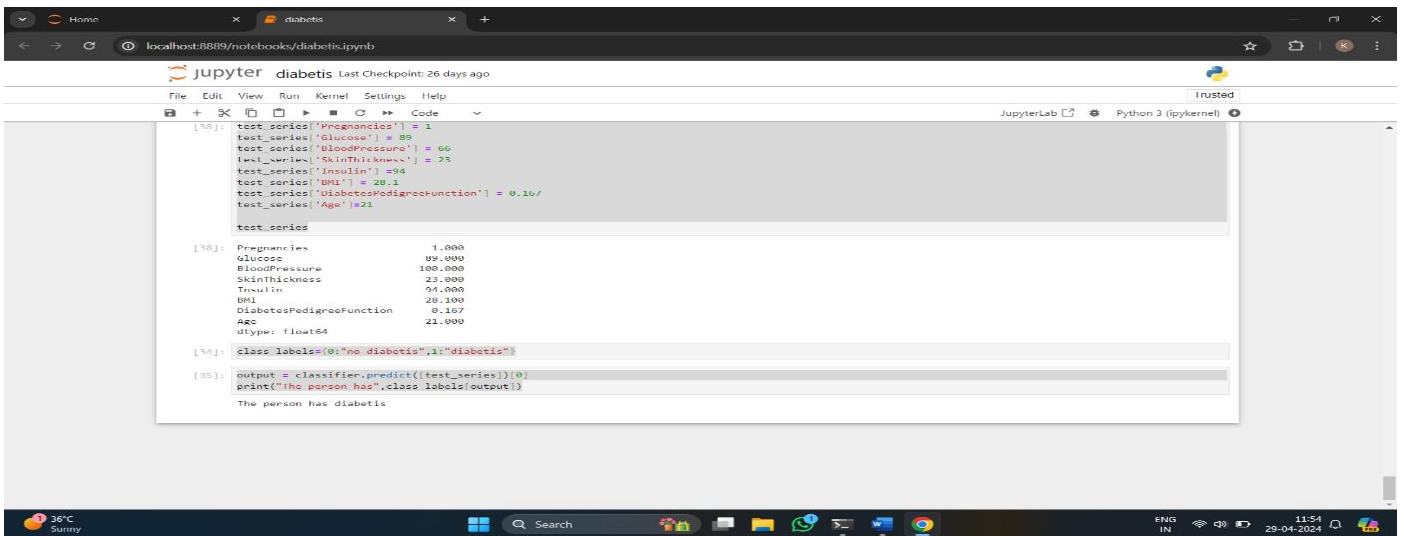 Home
diabetis
localhost:8889/notebooks/diabetis.ipynb
K
jupyter diabetis Last Checkpoint: 26 days ago
File Edit View Run Kernel Settings Help
Trusted
Code
JupyterLab
Python 3 (ipykernel)
[38]: test_series['Pregnancies'] = 1
test_series['Glucose'] = 89
test_series['BloodPressure'] = 66
test_series['SkinThickness'] = 23
test_series['Insulin'] =94
test_series['BMI'] = 28.1
test_series['DiabetesPedigreeFunction'] = 0.167
test_series['Age']=21
test_series
[38]: Pregnancies 1.000
Glucose 89.000
BloodPressure 100.000
SkinThickness 23.000
Insulin 94.000
BMI 28.100
DiabetesPedigreeFunction 0.167
Age 21.000
dtype: float64
[34]: class_labels={0:"no diabetis",1:"diabetis"}
[35]: output = classifier.predict([test_series])[0]
print("The person has",class_labels[output])
The person has diabetis
1
36°C
Sunny
Search
ENG
IN
11:54
29-04-2024